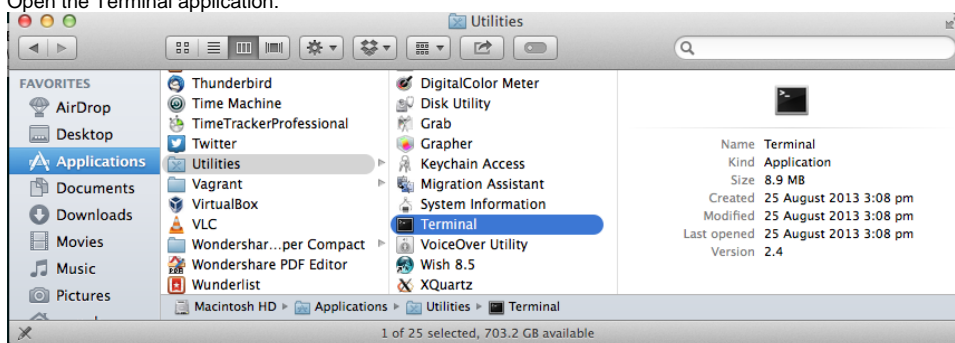 Open the Terminal application.
Utilities
FAVORITES
AirDrop
Desktop
Applications
Documents
Downloads
Movies
Music
Pictures
Thunderbird
Time Machine
TimeTrackerProfessional
Twitter
Utilities
Vagrant
VirtualBox
VLC
Wondershar...per Compact
Wondershare PDF Editor
Wunderlist
DigitalColor Meter
Disk Utility
Grab
Grapher
Keychain Access
Migration Assistant
System Information
Terminal
VoiceOver Utility
Wish 8.5
XQuartz
Name Terminal
Kind Application
Size 8.9 MB
Created 25 August 2013 3:08 pm
Modified 25 August 2013 3:08 pm
Last opened 25 August 2013 3:08 pm
Version 2.4
Macintosh HD ▸ Applications ▸ Utilities ▸ Terminal
1 of 25 selected, 703.2 GB available